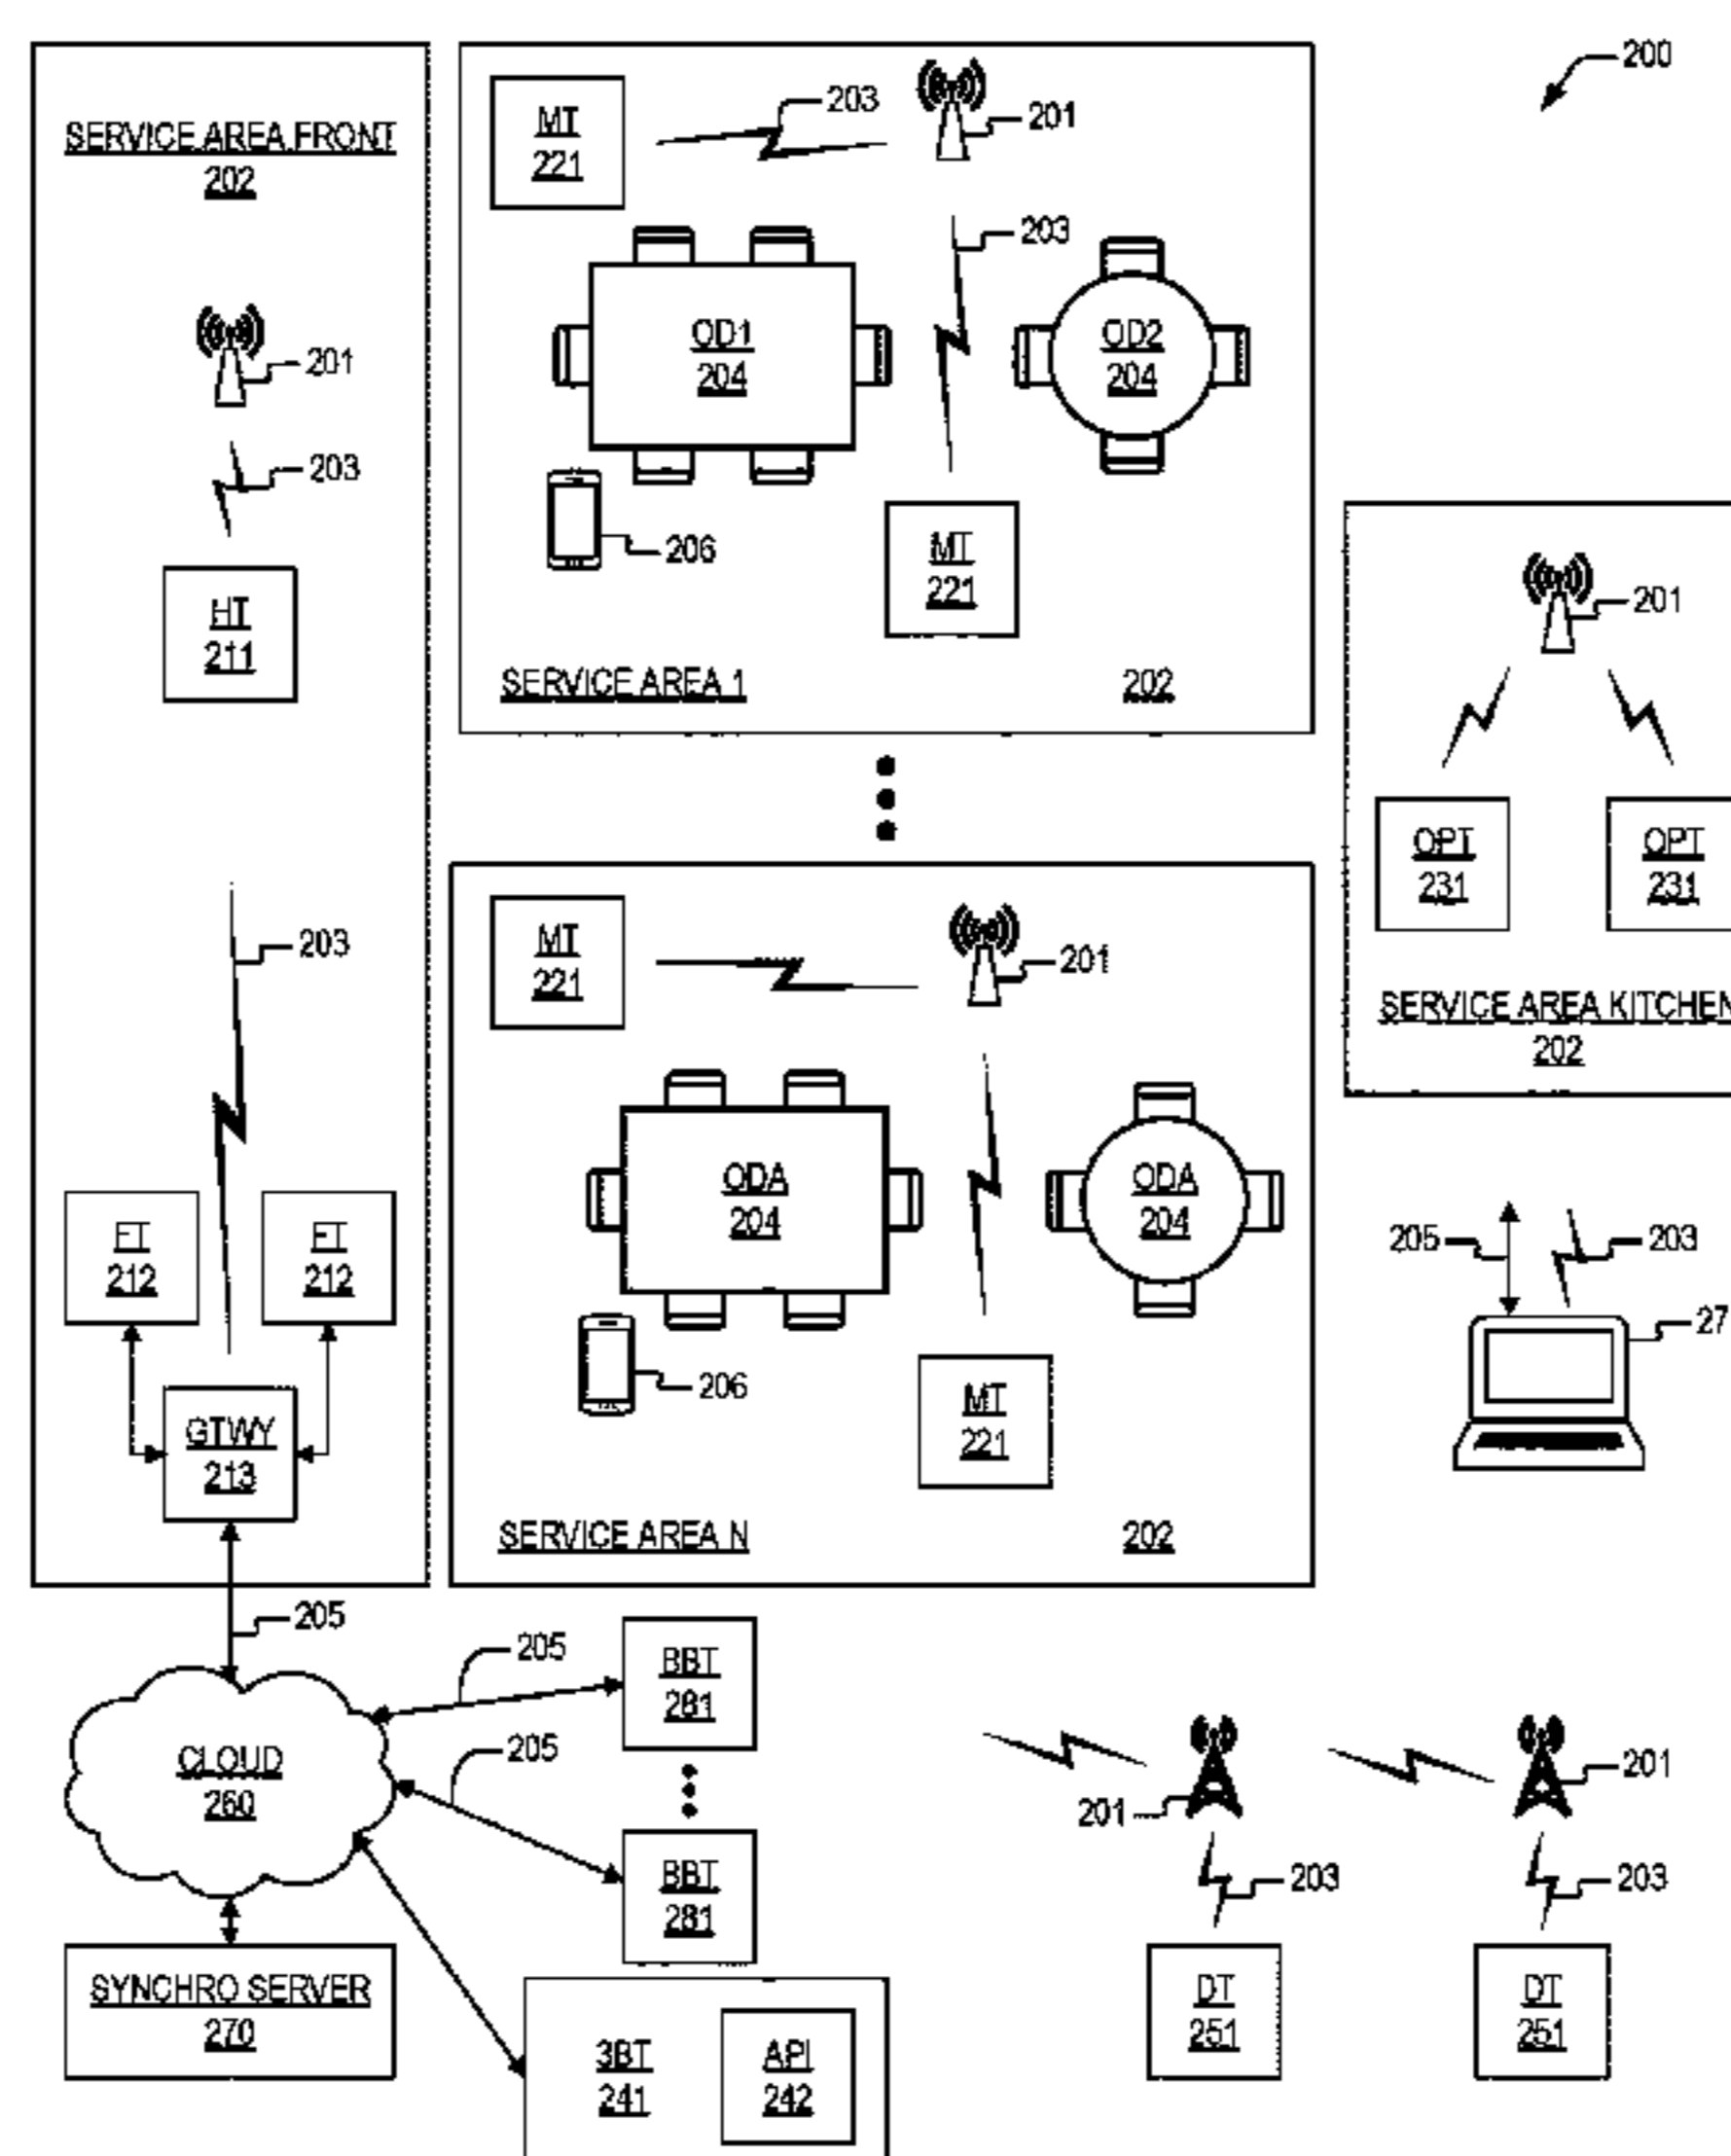 200
SERVICE AREA FRONT
202
201
203
HT
211
203
FT
212
FT
212
GTWY
213
205
MT
221
203
201
203
OD1
204
OD2
204
206
MT
221
SERVICE AREA 1
202
MT
221
201
ODA
204
ODA
204
206
MT
221
SERVICE AREA N
202
201
OPT
231
OPT
231
SERVICE AREA KITCHEN
202
205
203
27
CLOUD
260
205
205
BBT
281
BBT
281
SYNCHRO SERVER
270
3BT
241
API
242
201
201
203
203
DT
251
DT
251